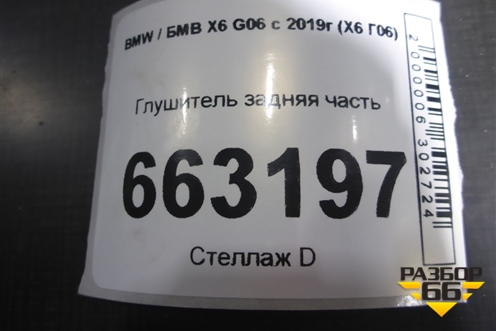 BMW / БМВ X6 G06 с 2019г (X6 Г06)
Глушитель задняя часть
663197
Стеллаж D
2000006302724
РАЗБОР
66